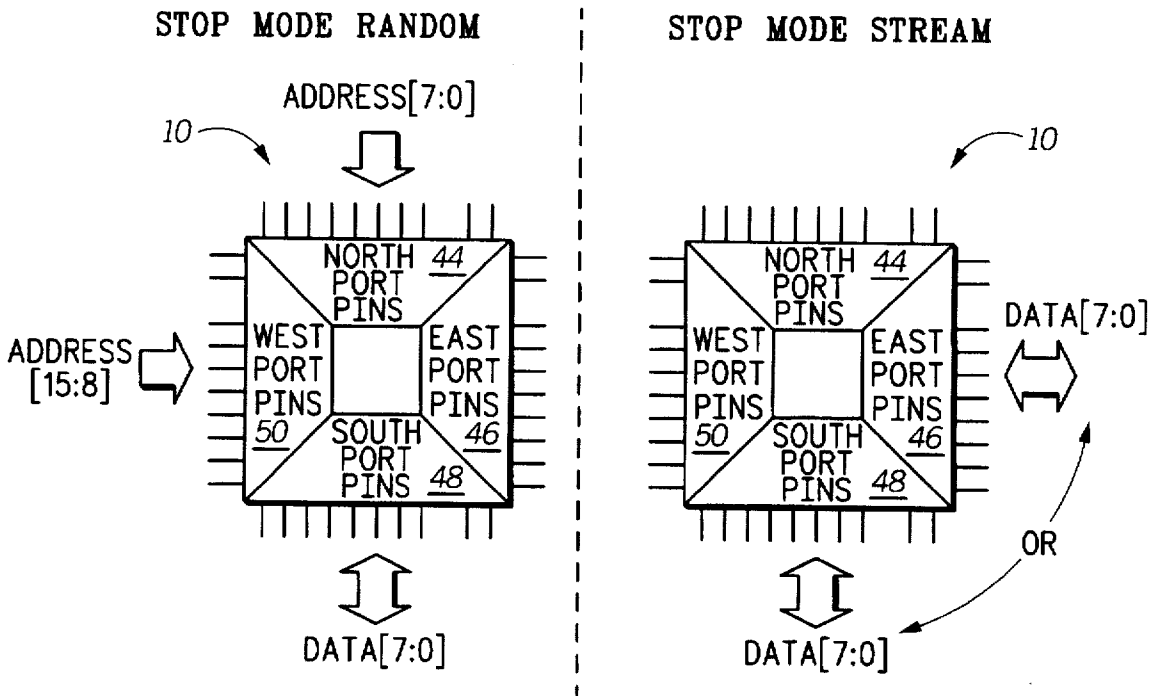 STOP MODE RANDOM
ADDRESS[7:0]
10
NORTH 44
PORT
PINS
ADDRESS
[15:8]
WEST
PORT
PINS
50
EAST
PORT
PINS
46
SOUTH
PORT
PINS 48
DATA[7:0]
STOP MODE STREAM
10
NORTH 44
PORT
PINS
WEST
PORT
PINS
50
EAST
PORT
PINS
46
DATA[7:0]
SOUTH
PORT
PINS 48
OR
DATA[7:0]